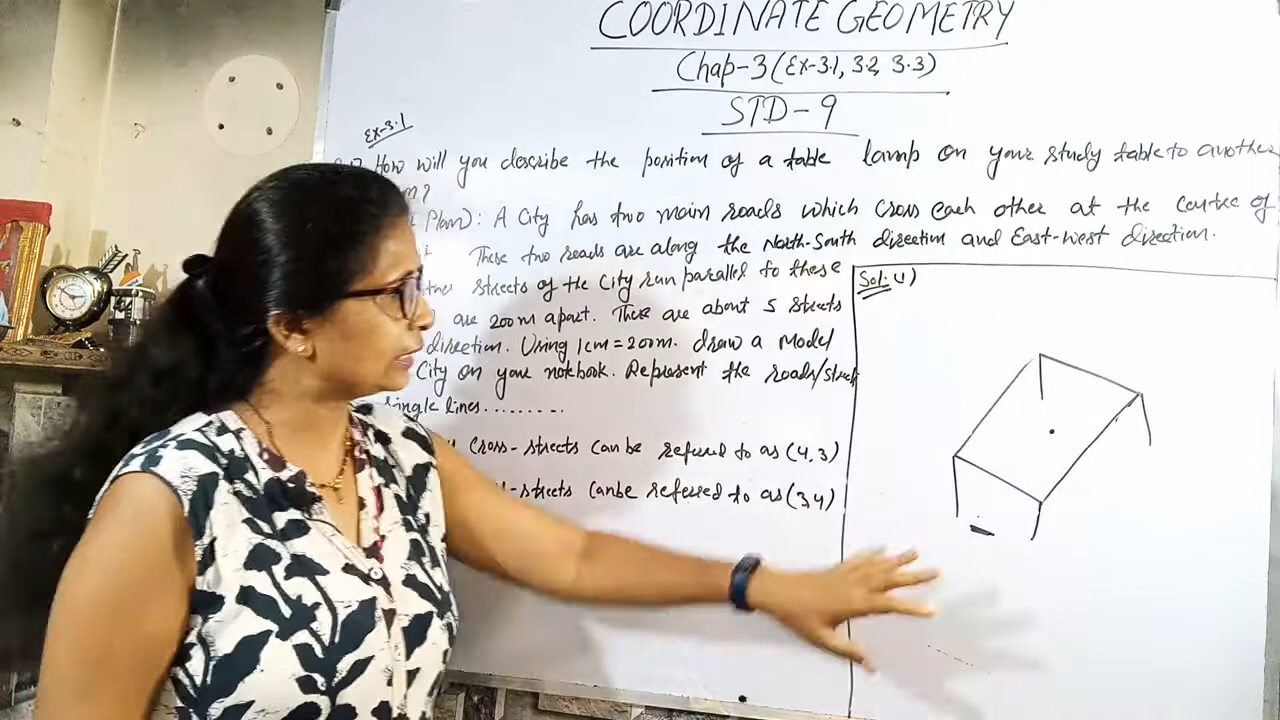 COORDINATE GEOMETRY
Chap-3 (Ex-3.1, 3.2, 3.3)
STD-9
Ex-3.1
How will you describe the position of a table lamp on your study table to another
Plan): A City has two main roads which cross each other at the centre of
These two roads are along the North-South direction and East-West direction.
streets of the City run parallel to these
are 200m apart. There are about 5 streets
direction. Using 1cm=200m. draw a model
City on your notebook. Represent the roads/street
single lines.........
Cross-streets can be referred to as (4,3)
-streets canbe referred to as (3,4)
Sol: 1)